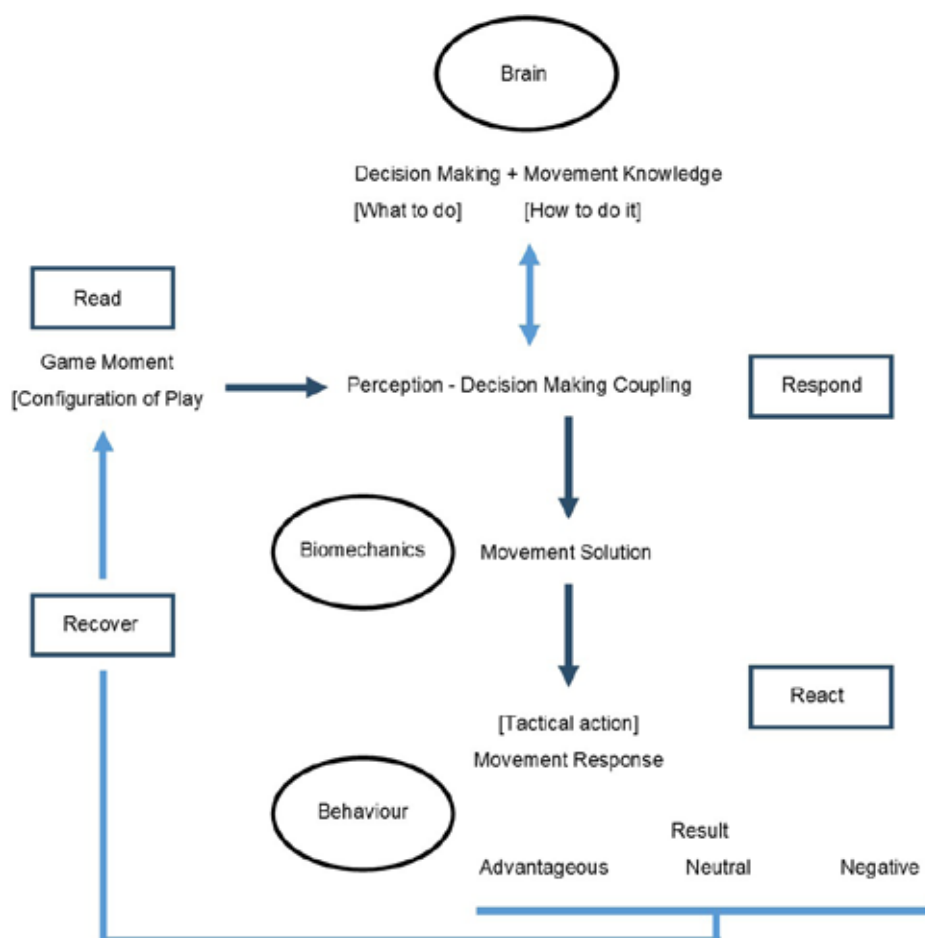 Brain
Decision Making + Movement Knowledge
[What to do] [How to do it]
Read
Game Moment
[Configuration of Play
Perception - Decision Making Coupling
Respond
Biomechanics
Movement Solution
Recover
React
[Tactical action]
Movement Response
Behaviour
Result
Advantageous Neutral Negative